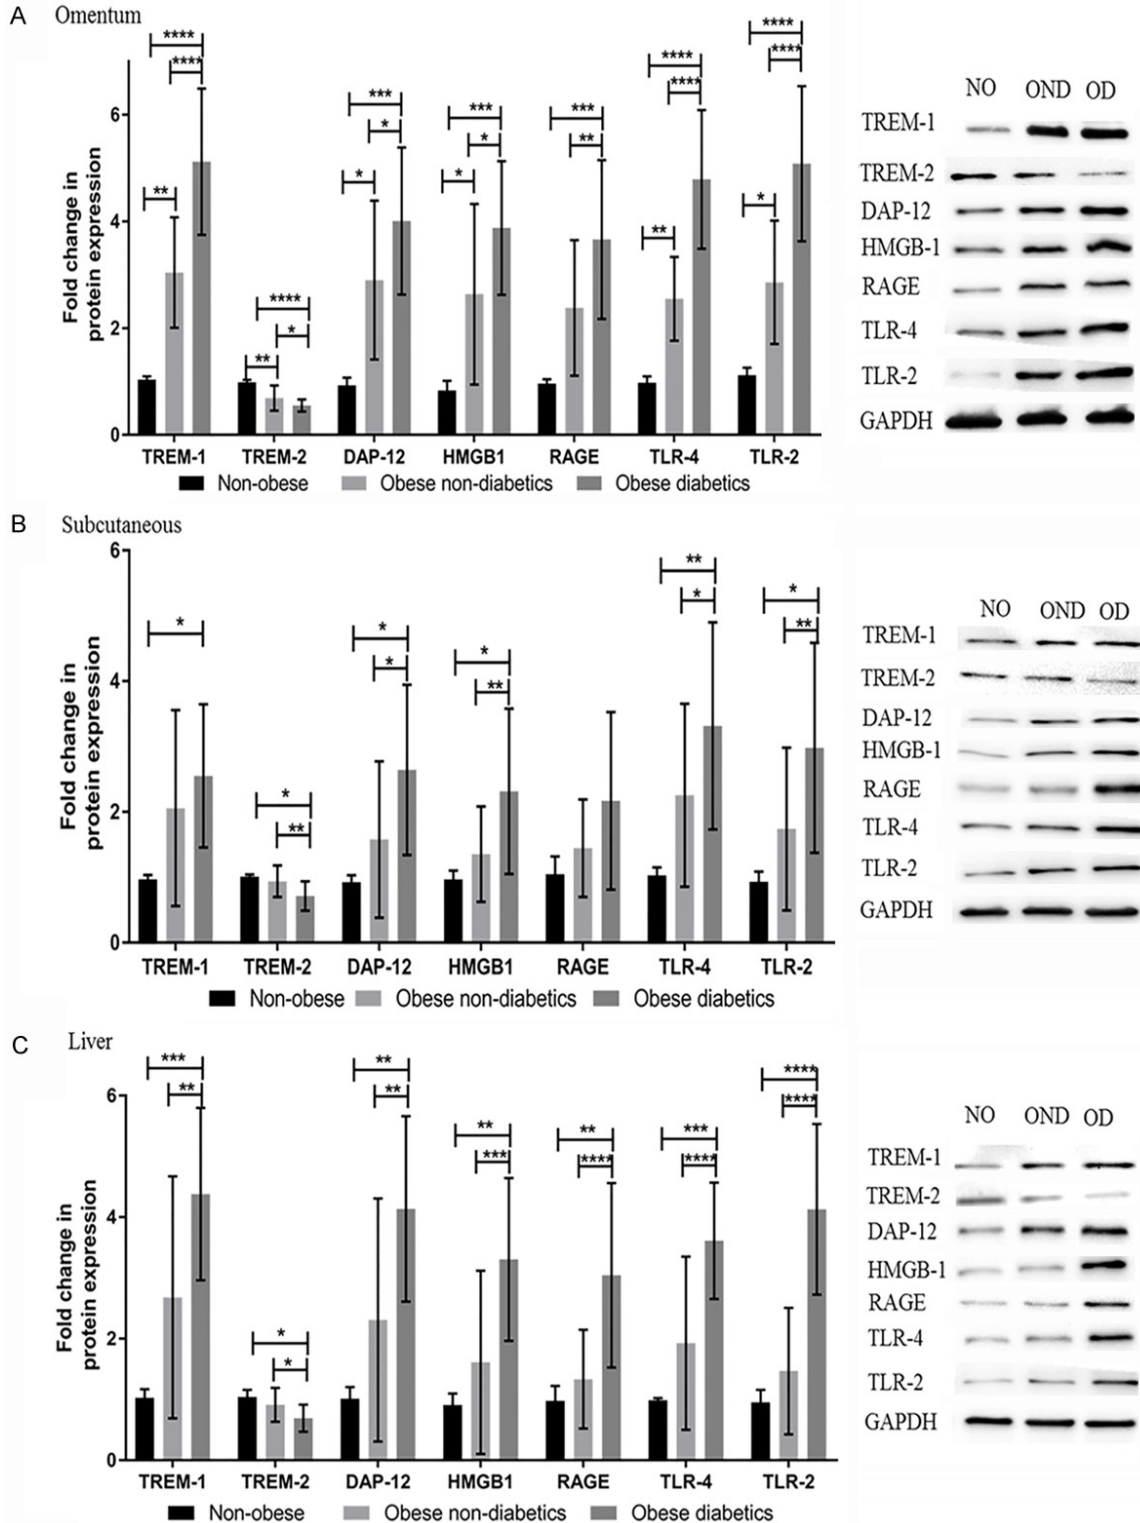 A
Omentum
**** **** ** **** * ** *** * * *** * * *** ** **** **** ** **** **** *
Fold change in
protein expression
6
4
2
0
TREM-1 TREM-2 DAP-12 HMGB1 RAGE TLR-4 TLR-2
Non-obese Obese non-diabetics Obese diabetics
NO OND OD
TREM-1
TREM-2
DAP-12
HMGB-1
RAGE
TLR-4
TLR-2
GAPDH
B
Subcutaneous
* * ** * * * ** ** * * **
Fold change in
protein expression
6
4
2
0
TREM-1 TREM-2 DAP-12 HMGB1 RAGE TLR-4 TLR-2
Non-obese Obese non-diabetics Obese diabetics
NO OND OD
TREM-1
TREM-2
DAP-12
HMGB-1
RAGE
TLR-4
TLR-2
GAPDH
C
Liver
*** ** * * ** ** ** *** ** **** *** **** **** ****
Fold change in
protein expression
6
4
2
0
TREM-1 TREM-2 DAP-12 HMGB1 RAGE TLR-4 TLR-2
Non-obese Obese non-diabetics Obese diabetics
NO OND OD
TREM-1
TREM-2
DAP-12
HMGB-1
RAGE
TLR-4
TLR-2
GAPDH